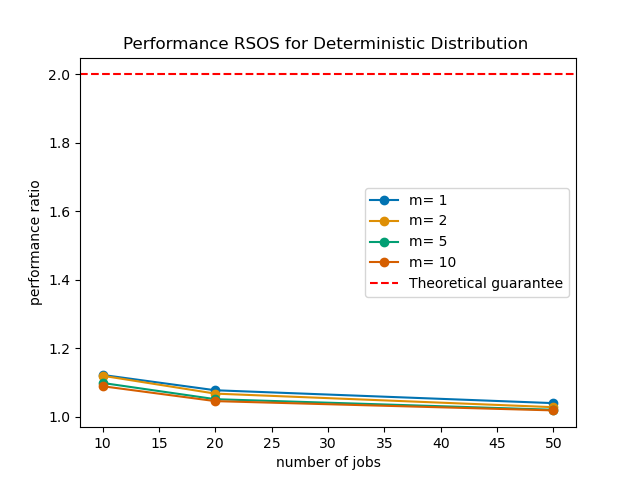 Performance RSOS for Deterministic Distribution
performance ratio
2.0
1.8
1.6
1.4
1.2
1.0
m= 1
m= 2
m= 5
m= 10
Theoretical guarantee
10 15 20 25 30 35 40 45 50
number of jobs